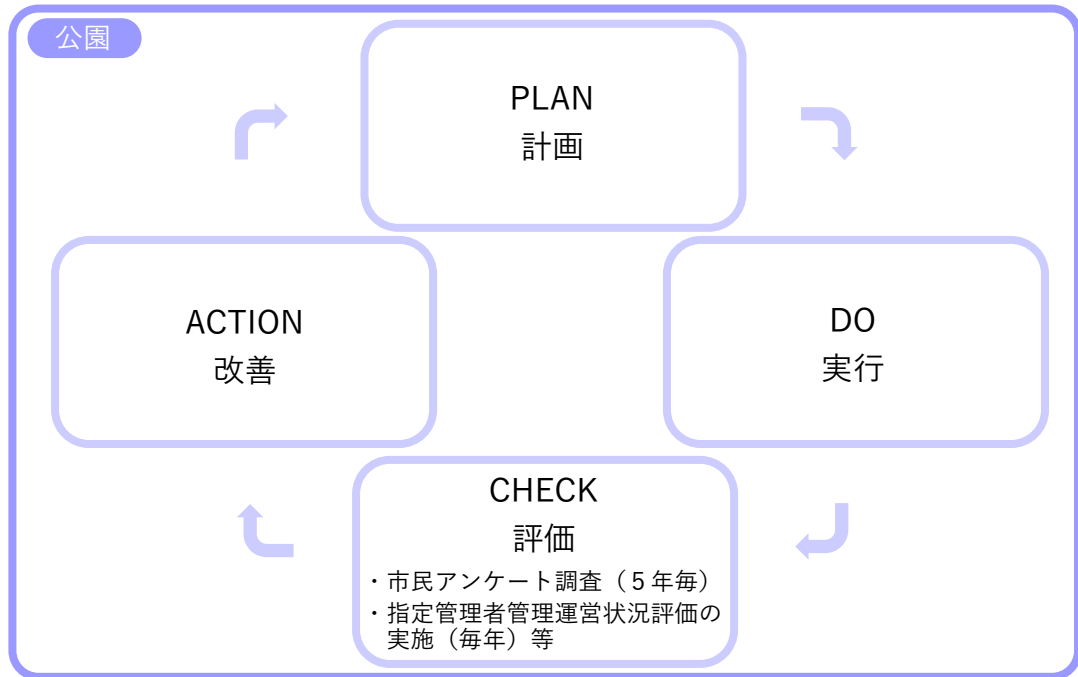 公園
PLAN
計画
DO
実行
CHECK
評価
・市民アンケート調査（5年毎）
・指定管理者管理運営状況評価の
実施（毎年）等
ACTION
改善